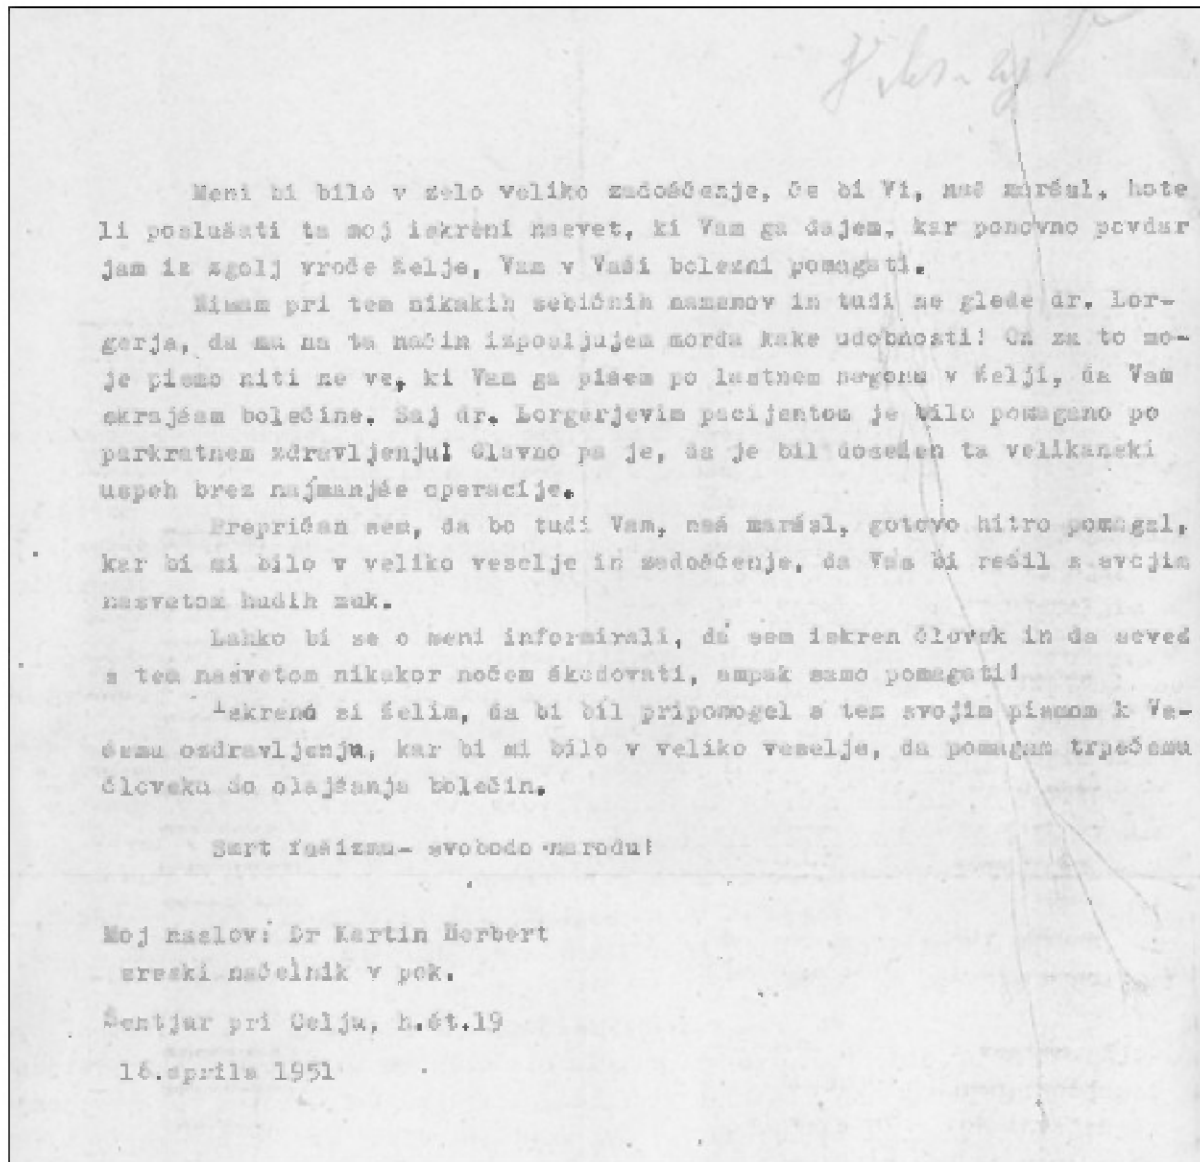 Meni bi bilo v zelo veliko zadoščenje, če bi Vi, naš maršal, hote
li poslušati ta moj iskreni nasvet, ki Vam ga dajem, kar ponovno povdar
jam iz zgolj vroče želje, Vam v Vaši bolezni pomagati.
Nimam pri tem nikakih sebičnih namenov in tudi ne glede dr. Lor-
gerja, da mu na ta način izposljujem morda kake udobnosti! On za to mo-
je pismo niti ne ve, ki Vam ga pišem po lastnem nagonu v želji, da Vam
skrajšam bolečine. Saj dr. Lorgerjevim pacijentom je bilo pomagano po
parkratnem zdravljenju! Glavno pa je, da je bil dosežen ta velikanski
uspeh brez najmanjše operacije.
Prepričan sem, da bo tudi Vam, naš maršal, gotovo hitro pomagal,
kar bi mi bilo v veliko veselje in zadoščenje, da Vas bi rešil s svojim
nasvetom hudih muk.
Lahko bi se o meni informirali, da sem iskren človek in da seveđ
s tem nasvetom nikakor nočem škodovati, ampak samo pomagati!
Iskreno si želim, da bi bil pripomogel s tem svojim pismom k Va-
šemu ozdravljenju, kar bi mi bilo v veliko veselje, da pomagam trpečemu
človeku do olajšanja bolečin.
Smrt fašizmu- svobodo narodu!
Moj naslov: Dr Kartin Herbert
sreski načelnik v pok.
Šentjur pri Celju, h.št.19
16.aprila 1951